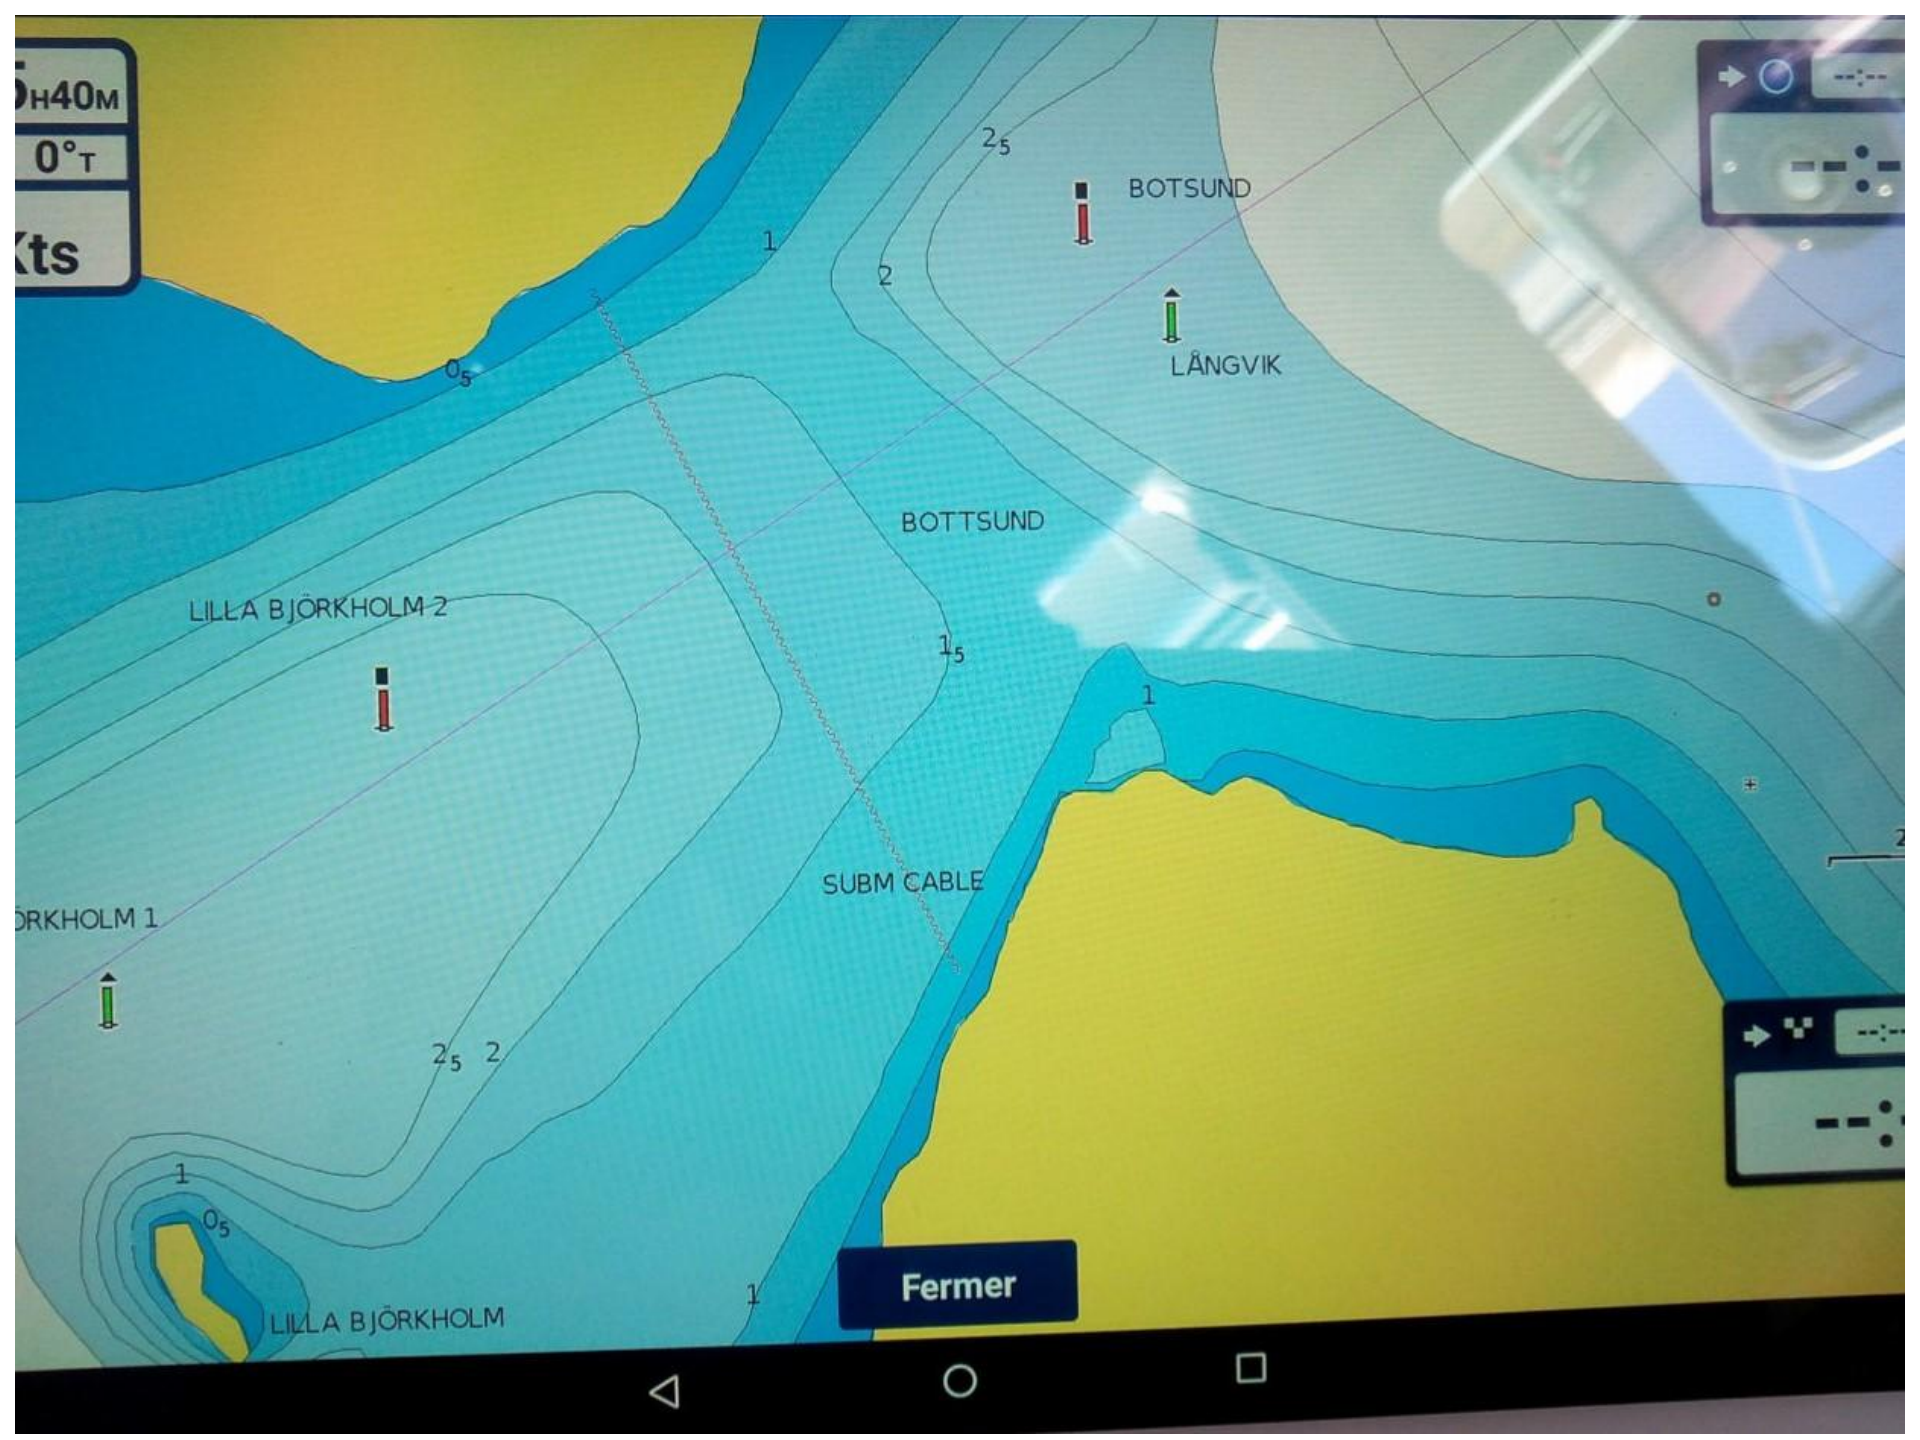 H40M
0°T
Kts
--:--
--:-
2₅
BOTSUND
1
2
LÅNGVIK
0₅
BOTTSUND
LILLA BJÖRKHOLM 2
1₅
1
2
SUBM CABLE
ÖRKHOLM 1
2₅ 2
--:--
--:
1
0₅
1
LILLA BJÖRKHOLM
Fermer